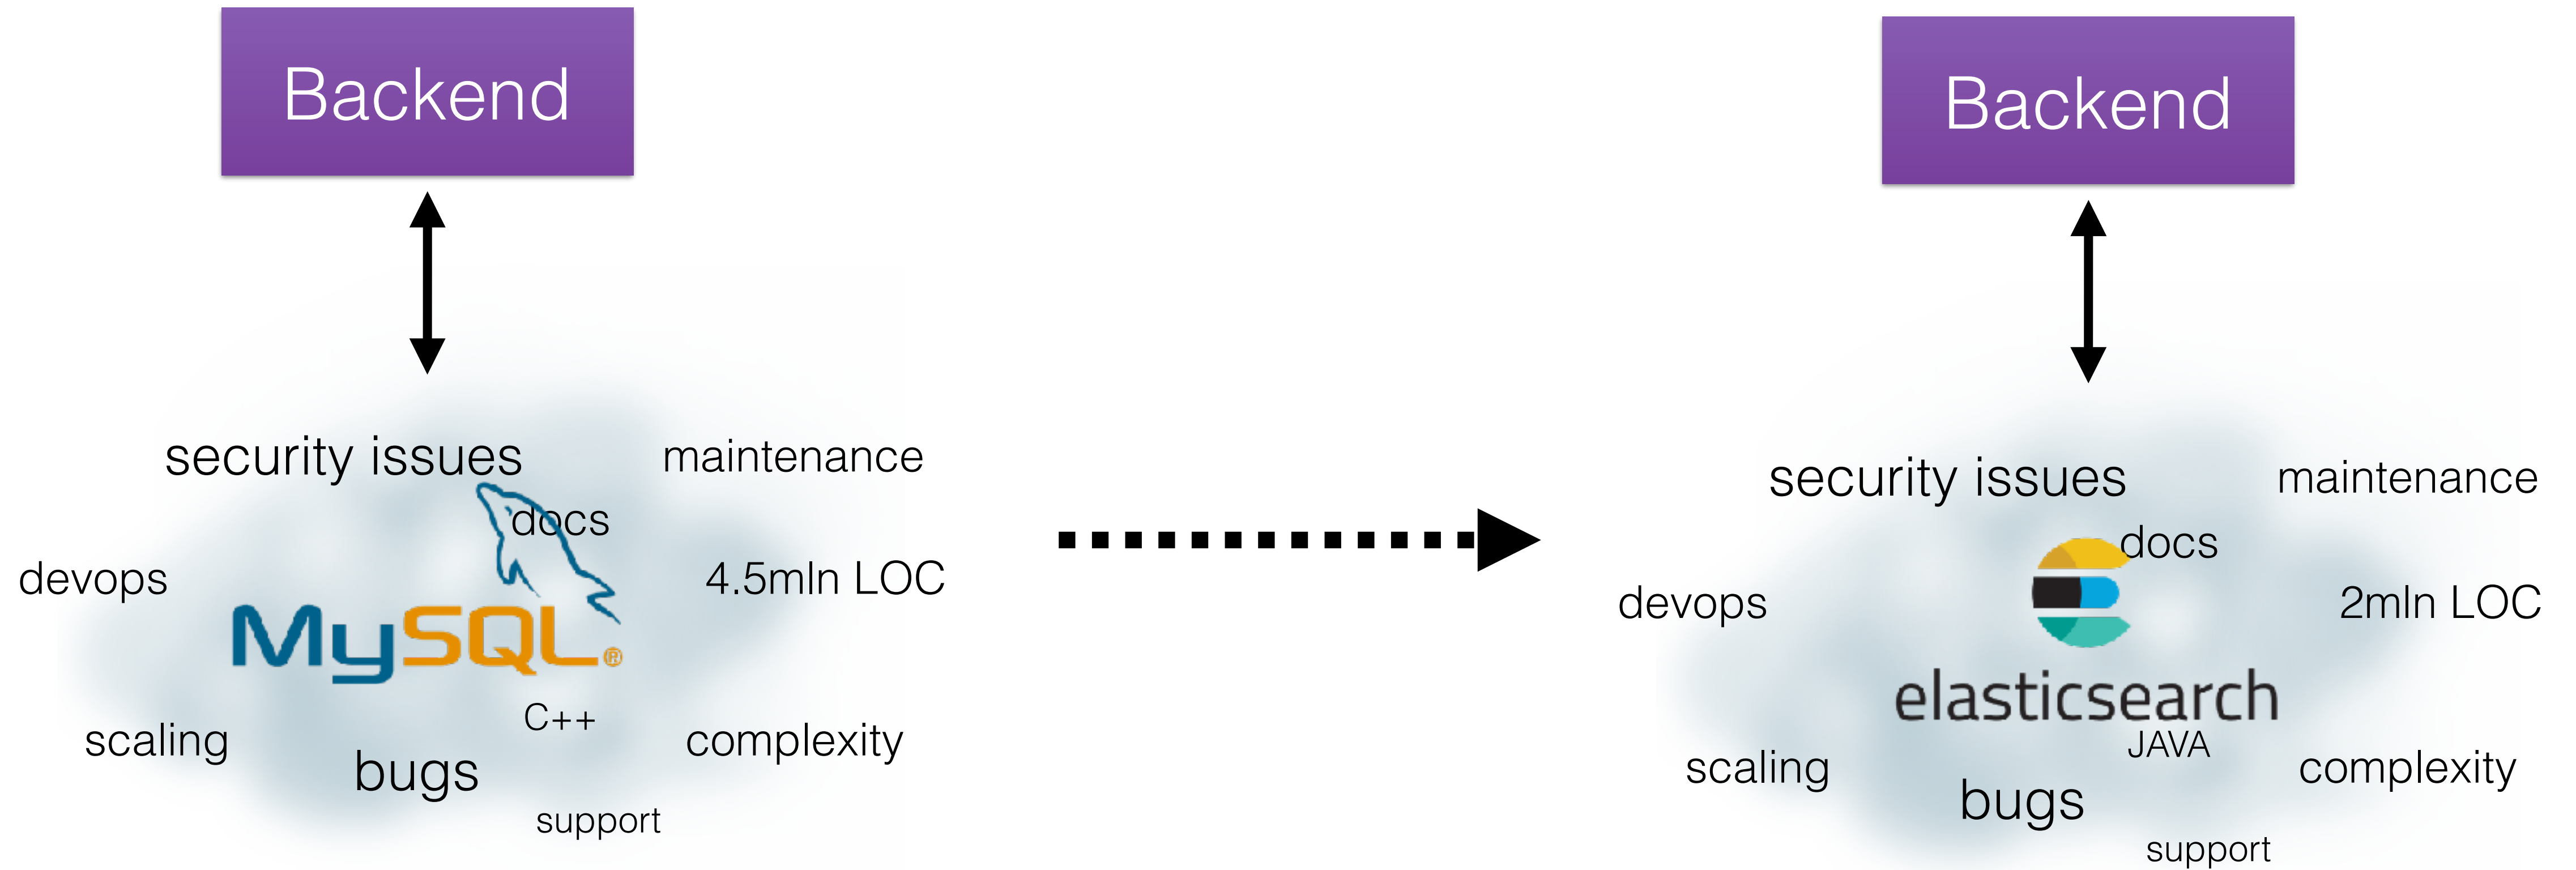 Backend
security issues
maintenance
docs
devops
4.5mln LOC
MySQL®
C++
scaling
complexity
bugs
support
Backend
security issues
maintenance
docs
devops
2mln LOC
elasticsearch
JAVA
scaling
complexity
bugs
support